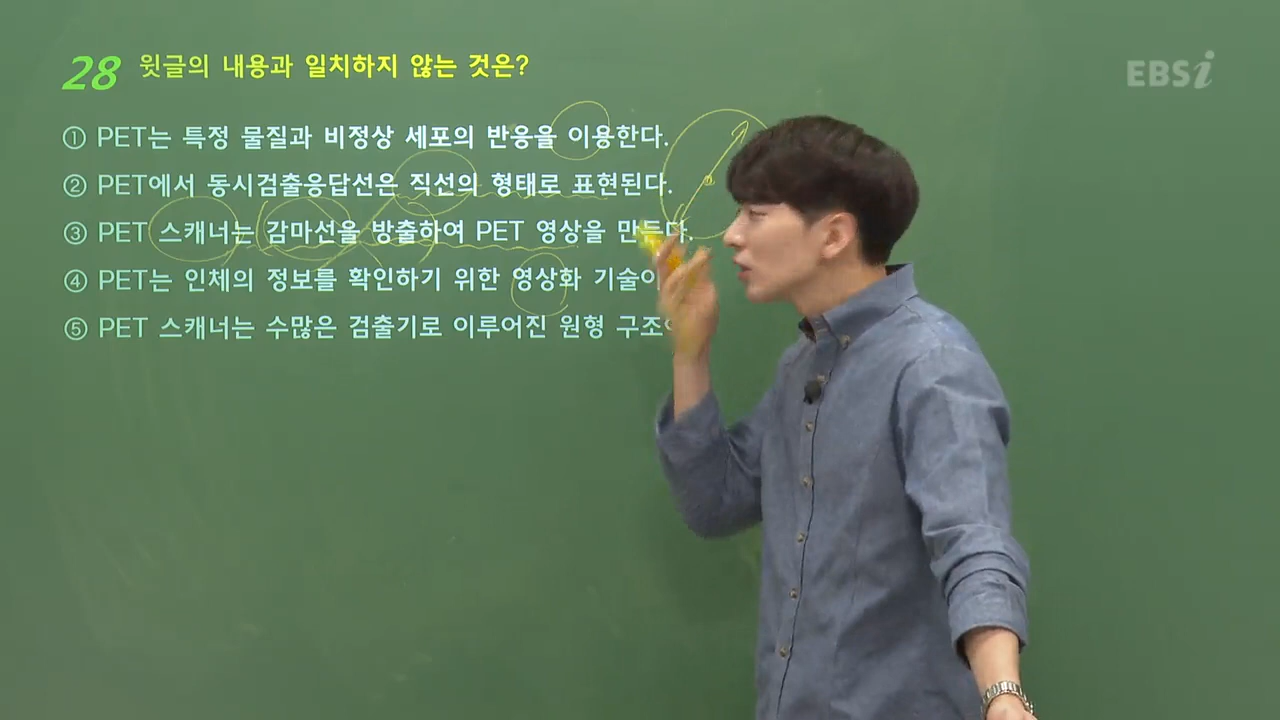 28 윗글의 내용과 일치하지 않는 것은?
EBSi
① PET는 특정 물질과 비정상 세포의 반응을 이용한다.
② PET에서 동시검출응답선은 직선의 형태로 표현된다.
③ PET 스캐너는 감마선을 방출하여 PET 영상을 만든다.
④ PET는 인체의 정보를 확인하기 위한 영상화 기술이
⑤ PET 스캐너는 수많은 검출기로 이루어진 원형 구조